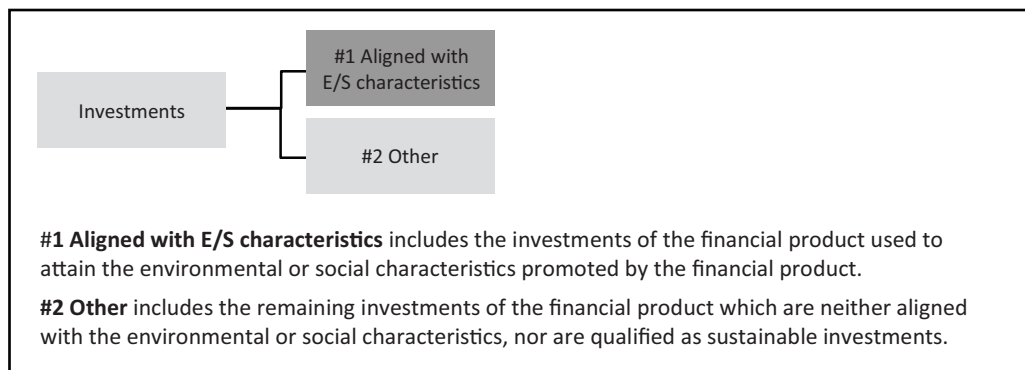 #1 Aligned with
E/S characteristics
Investments
#2 Other
#1 Aligned with E/S characteristics includes the investments of the financial product used to
attain the environmental or social characteristics promoted by the financial product.
#2 Other includes the remaining investments of the financial product which are neither aligned
with the environmental or social characteristics, nor are qualified as sustainable investments.